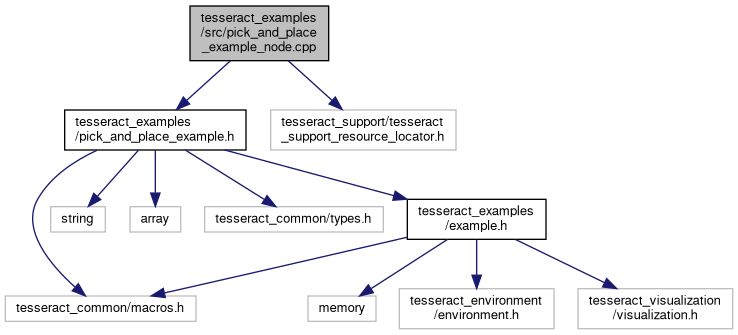 tesseract_examples
/src/pick_and_place
_example_node.cpp
tesseract_examples
/pick_and_place_example.h
tesseract_support/tesseract
_support_resource_locator.h
string
array
tesseract_common/types.h
tesseract_examples
/example.h
tesseract_common/macros.h
memory
tesseract_environment
/environment.h
tesseract_visualization
/visualization.h